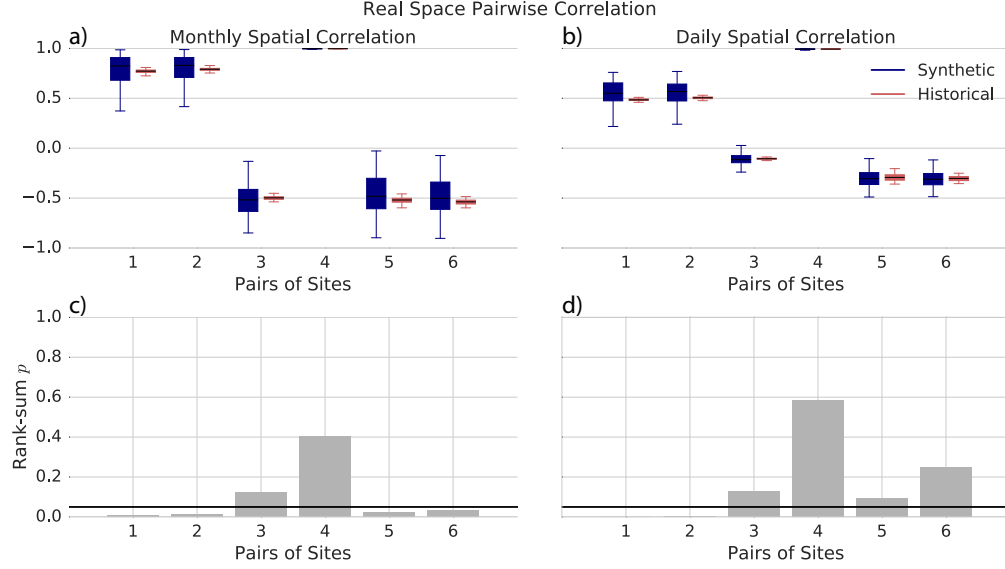 Real Space Pairwise Correlation
a) Monthly Spatial Correlation
b) Daily Spatial Correlation
1.0
0.5
0.0
−0.5
−1.0
Synthetic
Historical
1 2 3 4 5 6
Pairs of Sites
1 2 3 4 5 6
Pairs of Sites
c)
d)
1.0
0.8
0.6
0.4
0.2
0.0
Rank-sum p
1 2 3 4 5 6
Pairs of Sites
1 2 3 4 5 6
Pairs of Sites